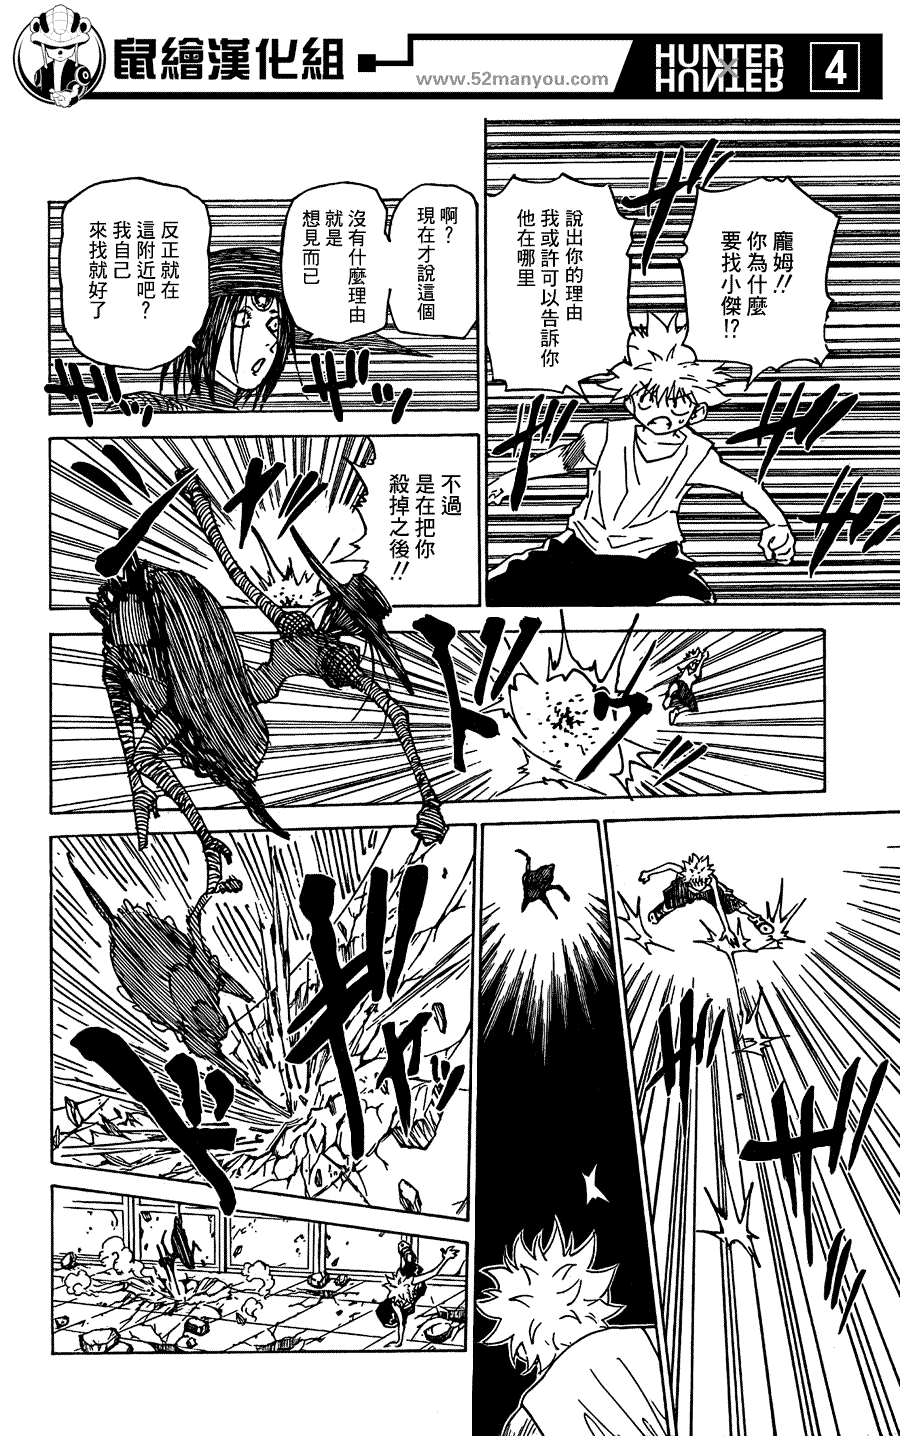 鼠繪漢化組
www.52manyou.com
HUNTER
HUNTER
4
龐姆!!
你為什麼
要找小傑!?
說出你的理由
我或許可以告訴你
他在哪里
啊?
現在才說這個
沒有什麼理由
就是
想見而已
反正就在
這附近吧?
我自己
來找就好了
不過
是在把你
殺掉之後!!